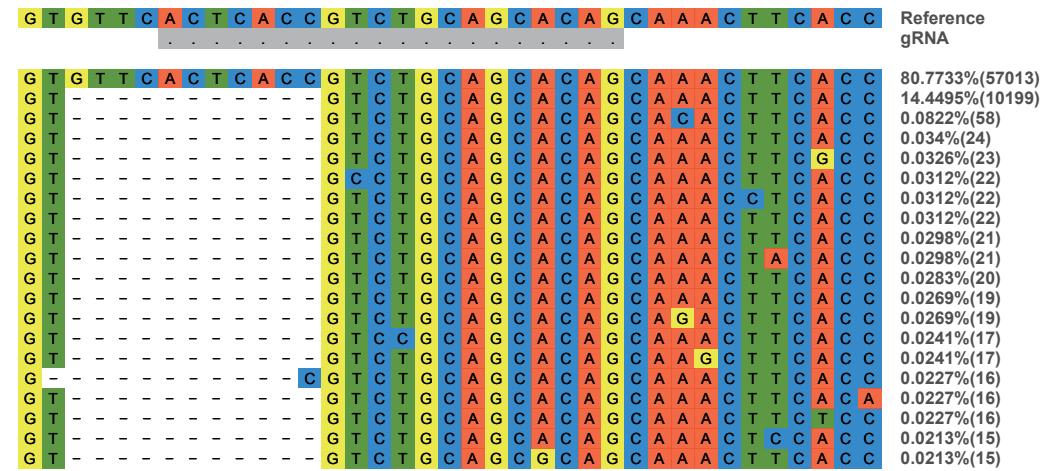 G T G T T C A C T C A C C G T C T G C A G C A C A G C A A A C T T C A C C Reference
. . . . . . . . . . . . . . . . . . . . gRNA
G T G T T C A C T C A C C G T C T G C A G C A C A G C A A A C T T C A C C 80.7733%(57013)
G T - - - - - - - - - - - G T C T G C A G C A C A G C A A A C T T C A C C 14.4495%(10199)
G T - - - - - - - - - - - G T C T G C A G C A C A G C A C A C T T C A C C 0.0822%(58)
G T - - - - - - - - - - - G T C T G C A G C A C A G C A A A C T T C A C C 0.034%(24)
G T - - - - - - - - - - - G T C T G C A G C A C A G C A A A C T T C G C C 0.0326%(23)
G T - - - - - - - - - - - G C C T G C A G C A C A G C A A A C T T C A C C 0.0312%(22)
G T - - - - - - - - - - - G T C T G C A G C A C A G C A A A C C T C A C C 0.0312%(22)
G T - - - - - - - - - - - G T C T G C A G C A C A G C A A A C T T C A C C 0.0312%(22)
G T - - - - - - - - - - - G T C T G C A G C A C A G C A A A C T T C A C C 0.0298%(21)
G T - - - - - - - - - - - G T C T G C A G C A C A G C A A A C T A C A C C 0.0298%(21)
G T - - - - - - - - - - - G T C T G C A G C A C A G C A A A C T T C A C C 0.0283%(20)
G T - - - - - - - - - - - G T C T G C A G C A C A G C A A A C T T C A C C 0.0269%(19)
G T - - - - - - - - - - - G T C T G C A G C A C A G C A G A C T T C A C C 0.0269%(19)
G T - - - - - - - - - - - G T C C G C A G C A C A G C A A A C T T C A C C 0.0241%(17)
G T - - - - - - - - - - - G T C T G C A G C A C A G C A A G C T T C A C C 0.0241%(17)
G - - - - - - - - - - - C G T C T G C A G C A C A G C A A A C T T C A C C 0.0227%(16)
G T - - - - - - - - - - - G T C T G C A G C A C A G C A A A C T T C A C A 0.0227%(16)
G T - - - - - - - - - - - G T C T G C A G C A C A G C A A A C T T C T C C 0.0227%(16)
G T - - - - - - - - - - - G T C T G C A G C A C A G C A A A C T C C A C C 0.0213%(15)
G T - - - - - - - - - - - G T C T G C A G C G C A G C A A A C T T C A C C 0.0213%(15)